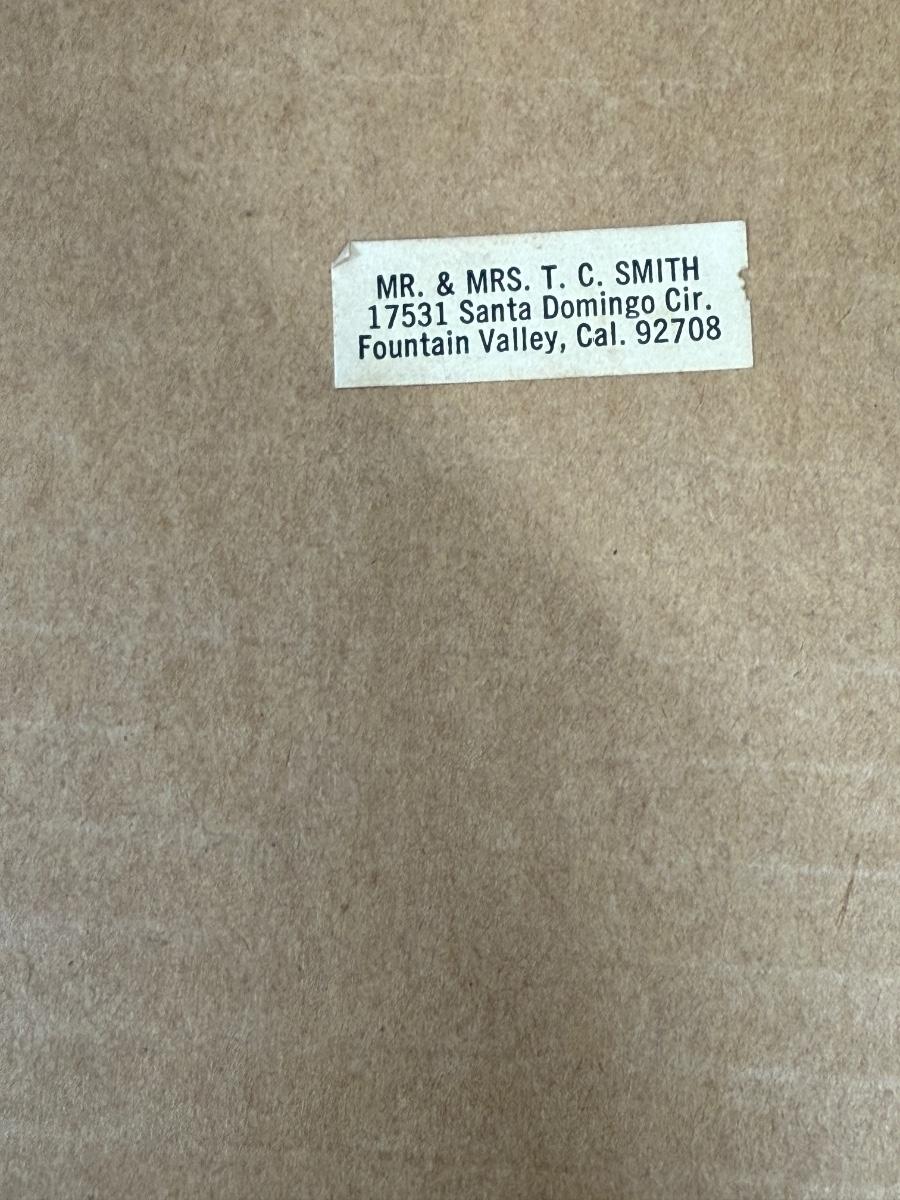 MR. & MRS. T. C. SMITH
17531 Santa Domingo Cir.
Fountain Valley, Cal. 92708